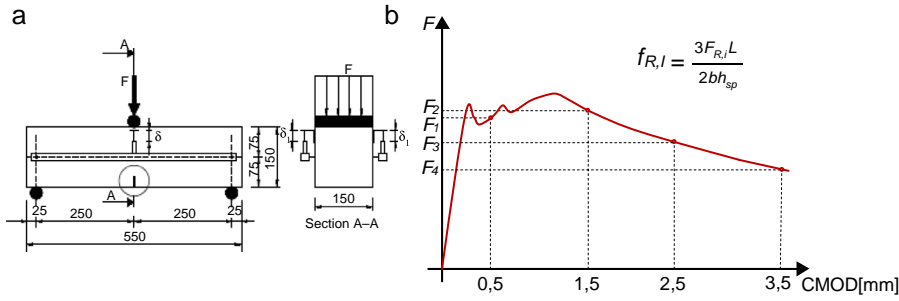 a
A
F
δ
75
75
150
A
25
250
250
25
550
F
δ1
δ1
150
Section A–A
b
F
fR,I = 3FR,i L / 2bhsp
F2
F1
F3
F4
0,5
1,5
2,5
3,5
CMOD[mm]